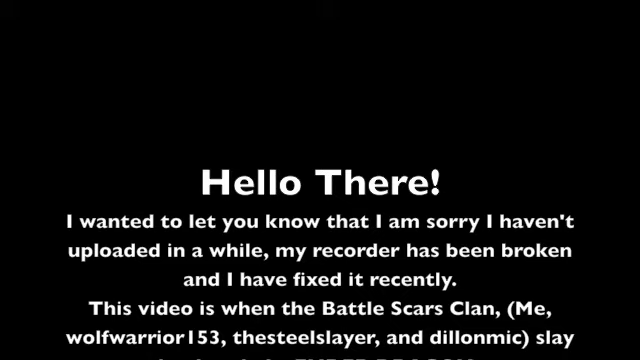 Hello There!
I wanted to let you know that I am sorry I haven't
uploaded in a while, my recorder has been broken
and I have fixed it recently.
This video is when the Battle Scars Clan, (Me,
wolfwarrior153, thesteelslayer, and dillonmic) slay